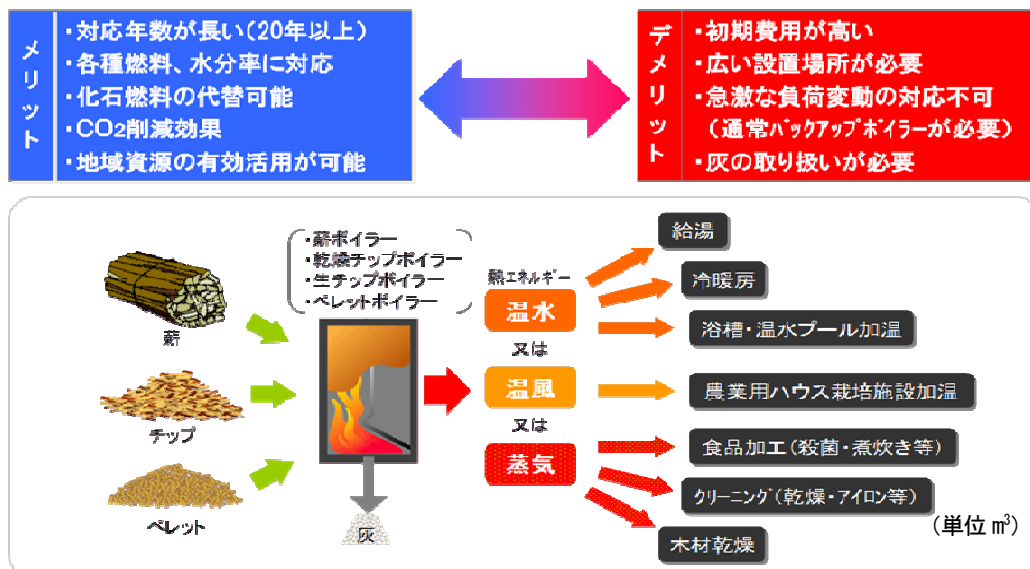 メリット
・対応年数が長い(20年以上)
・各種燃料、水分率に対応
・化石燃料の代替可能
・CO2削減効果
・地域資源の有効活用が可能
デメリット
・初期費用が高い
・広い設置場所が必要
・急激な負荷変動の対応不可
(通常バックアップボイラーが必要)
・灰の取り扱いが必要
薪
チップ
ペレット
・薪ボイラー
・乾燥チップボイラー
・生チップボイラー
・ペレットボイラー
灰
熱エネルギー
温水
又は
温風
又は
蒸気
給湯
冷暖房
浴槽・温水プール加温
農業用ハウス栽培施設加温
食品加工(殺菌・煮炊き等)
クリーニング(乾燥・アイロン等)
木材乾燥
(単位 m³)